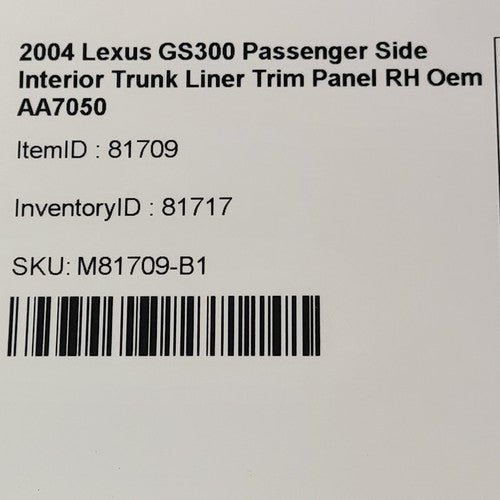 2004 Lexus GS300 Passenger Side
Interior Trunk Liner Trim Panel RH Oem
AA7050
ItemID : 81709
InventoryID : 81717
SKU: M81709-B1